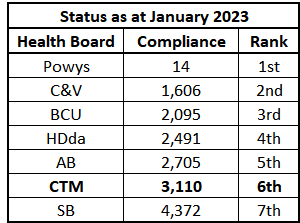 Status as at January 2023
Health Board Compliance Rank
Powys 14 1st
C&V 1,606 2nd
BCU 2,095 3rd
HDda 2,491 4th
AB 2,705 5th
CTM 3,110 6th
SB 4,372 7th